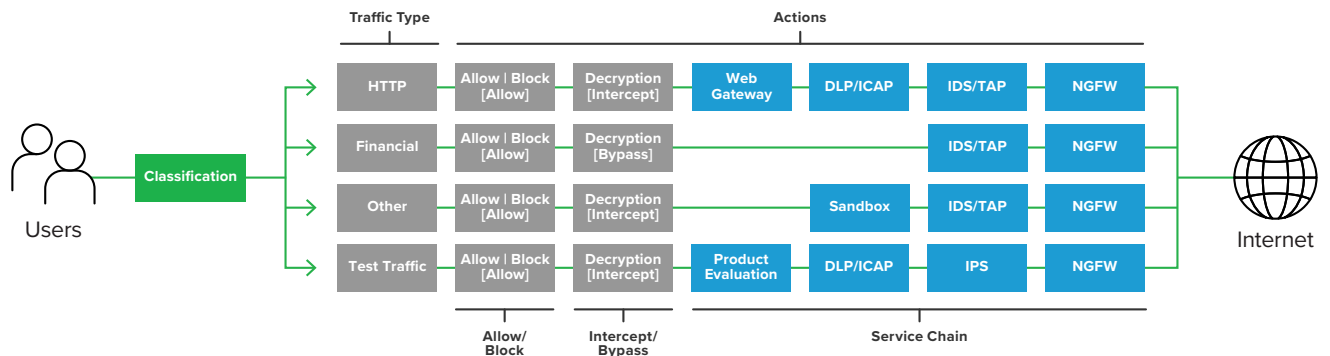 Traffic Type
Actions
HTTP
Allow | Block
[Allow]
Decryption
[Intercept]
Web
Gateway
DLP/ICAP
IDS/TAP
NGFW
Financial
Allow | Block
[Allow]
Decryption
[Bypass]
IDS/TAP
NGFW
Classification
Users
Other
Allow | Block
[Allow]
Decryption
[Intercept]
Sandbox
IDS/TAP
NGFW
Internet
Test Traffic
Allow | Block
[Allow]
Decryption
[Intercept]
Product
Evaluation
DLP/ICAP
IPS
NGFW
Allow/
Block
Intercept/
Bypass
Service Chain